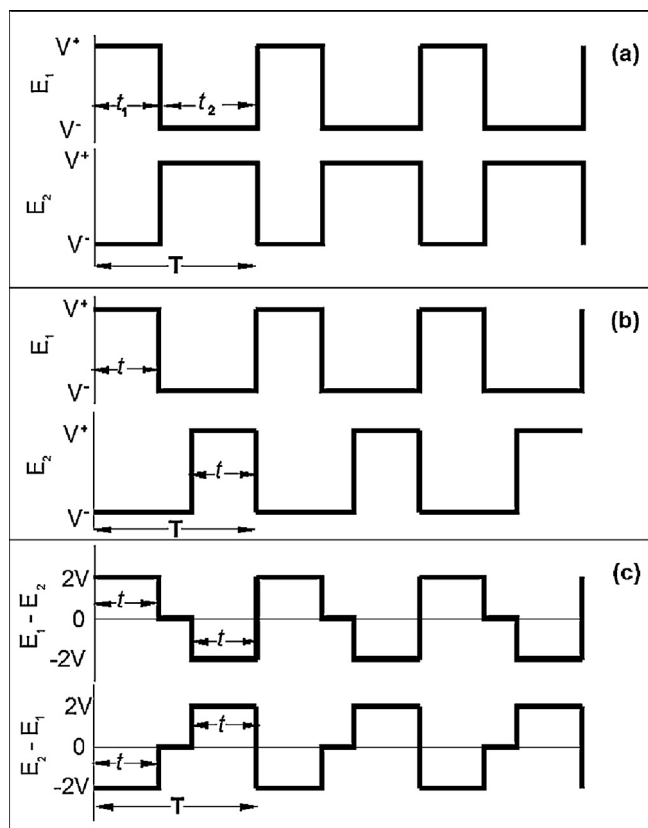 V⁺
E₁
V⁻
t₁
t₂
(a)
V⁺
E₂
V⁻
T
V⁺
E₁
V⁻
t
(b)
V⁺
E₂
V⁻
t
T
2V
0
-2V
E₁ - E₂
t
t
(c)
2V
0
-2V
E₂ - E₁
t
t
T